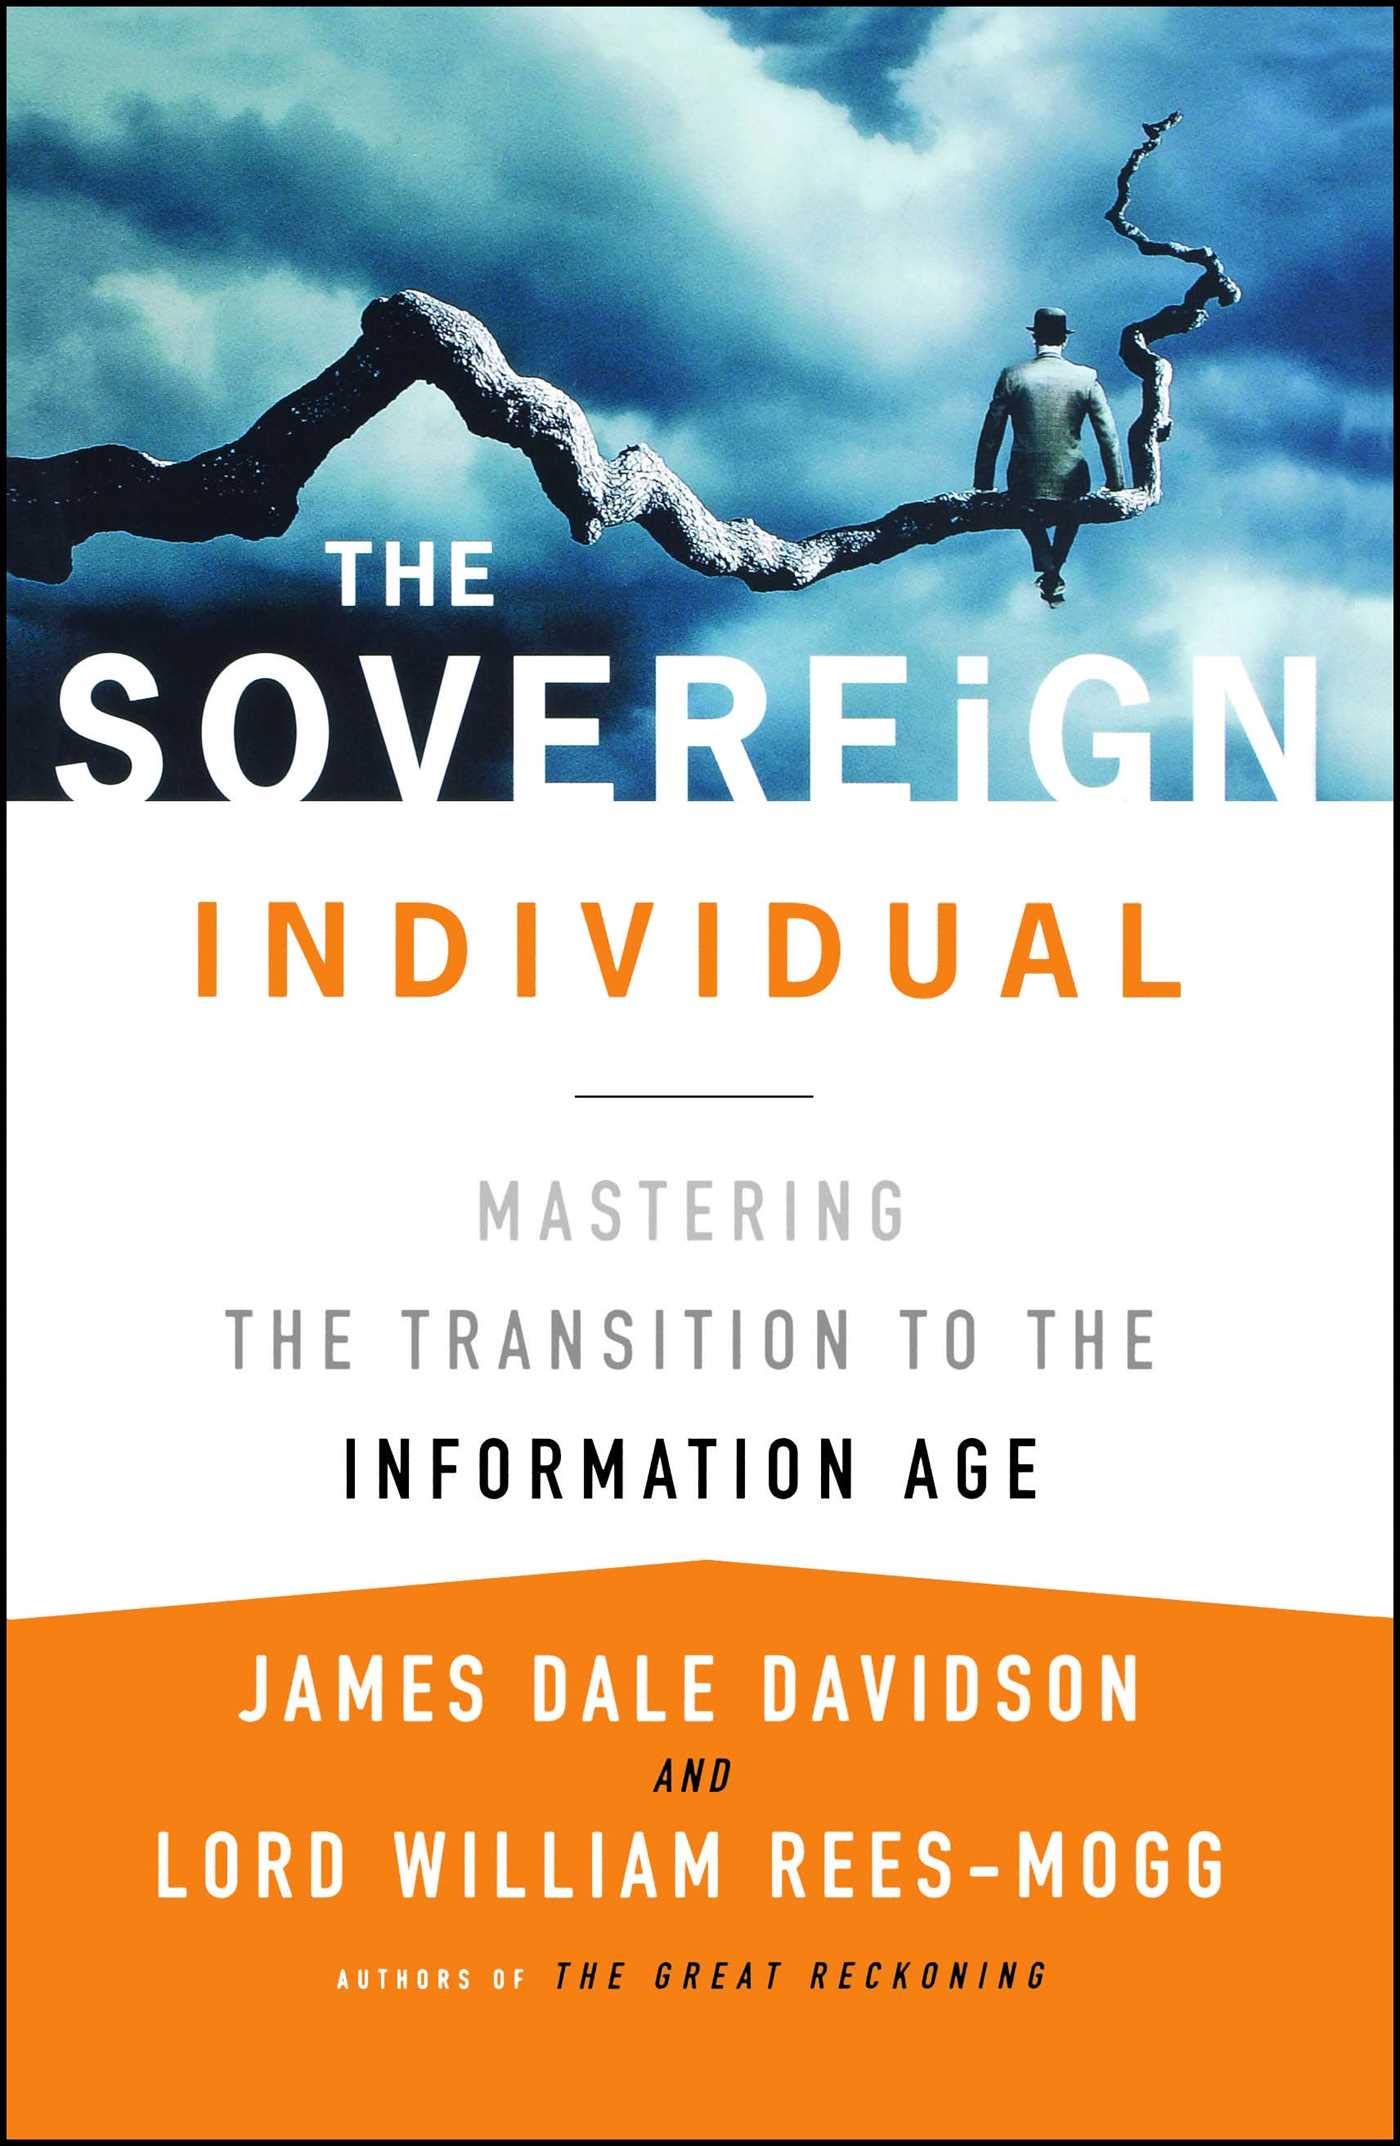 THE
SOVEREiGN
INDIVIDUAL
MASTERING
THE TRANSITION TO THE
INFORMATION AGE
JAMES DALE DAVIDSON
AND
LORD WILLIAM REES-MOGG
AUTHORS OF THE GREAT RECKONING